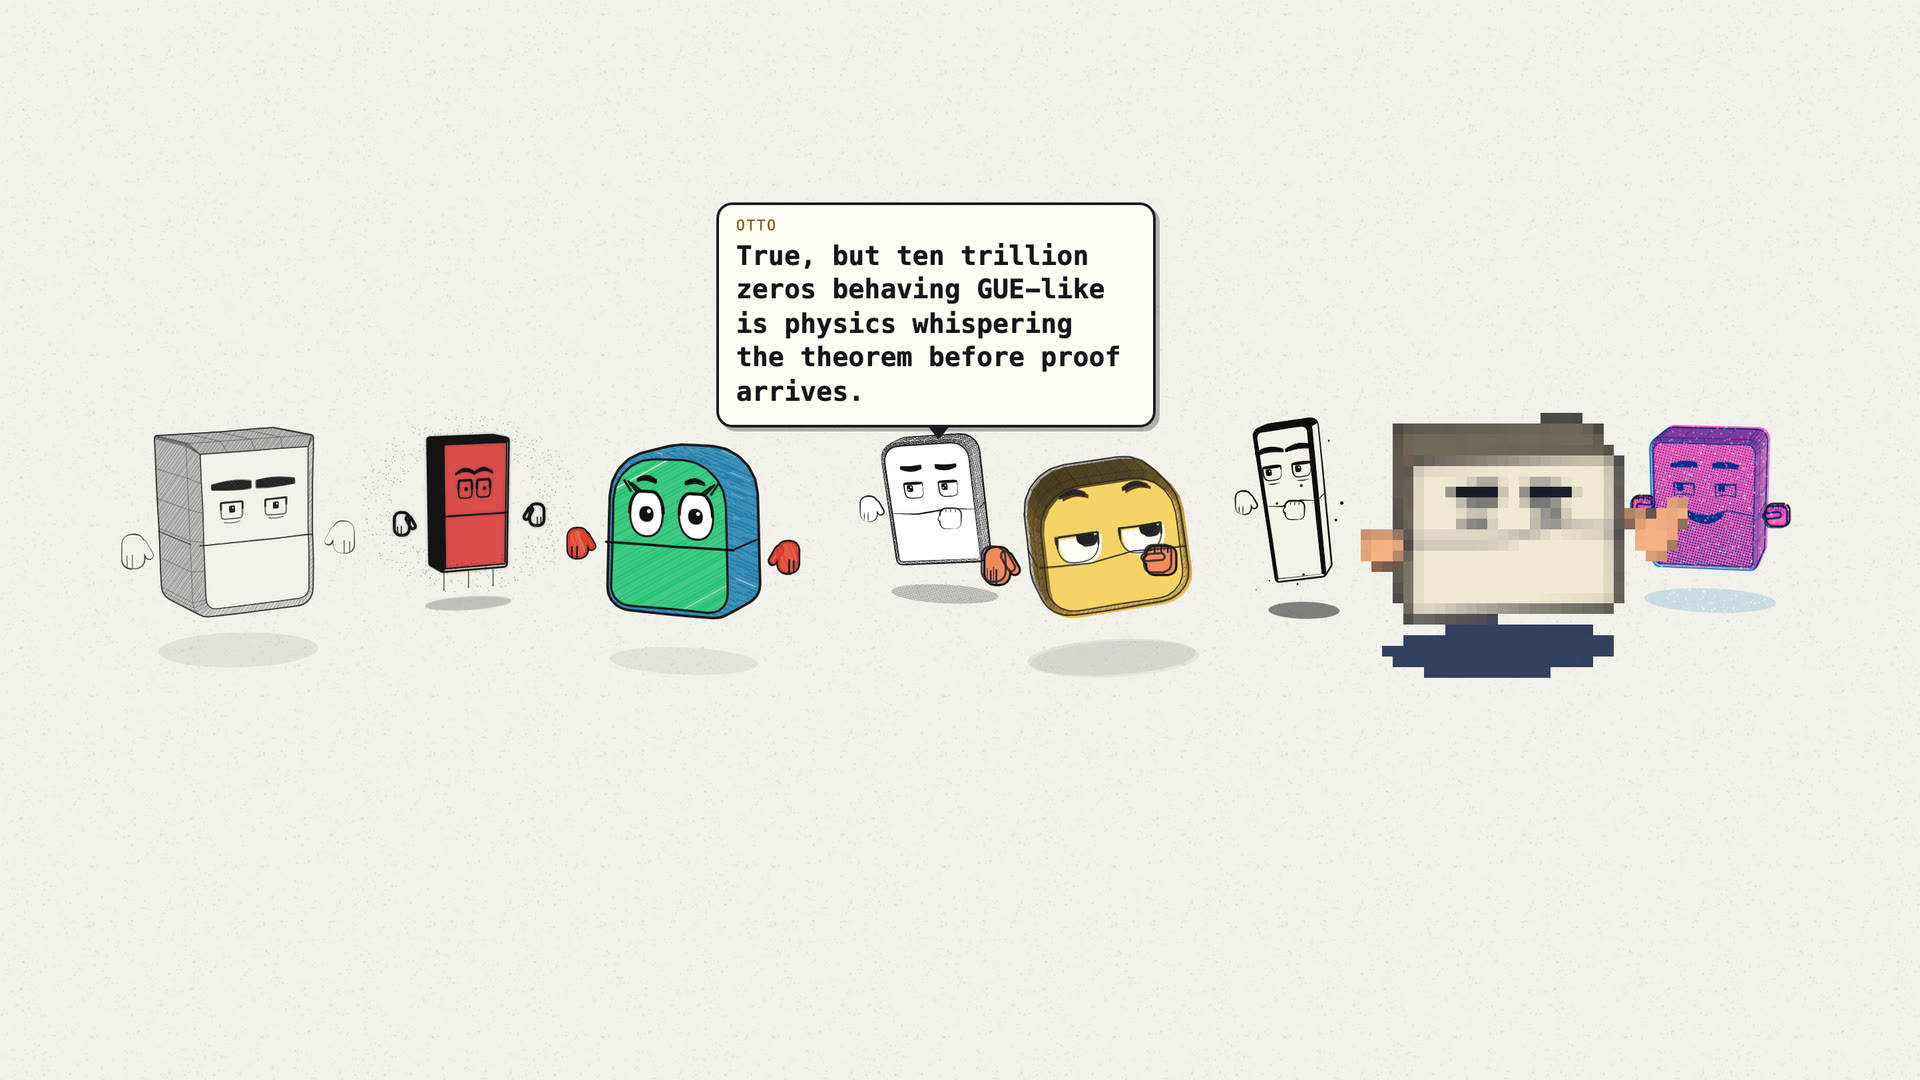 OTTO
True, but ten trillion
zeros behaving GUE—like
is physics whispering
the theorem before proof
arrives.